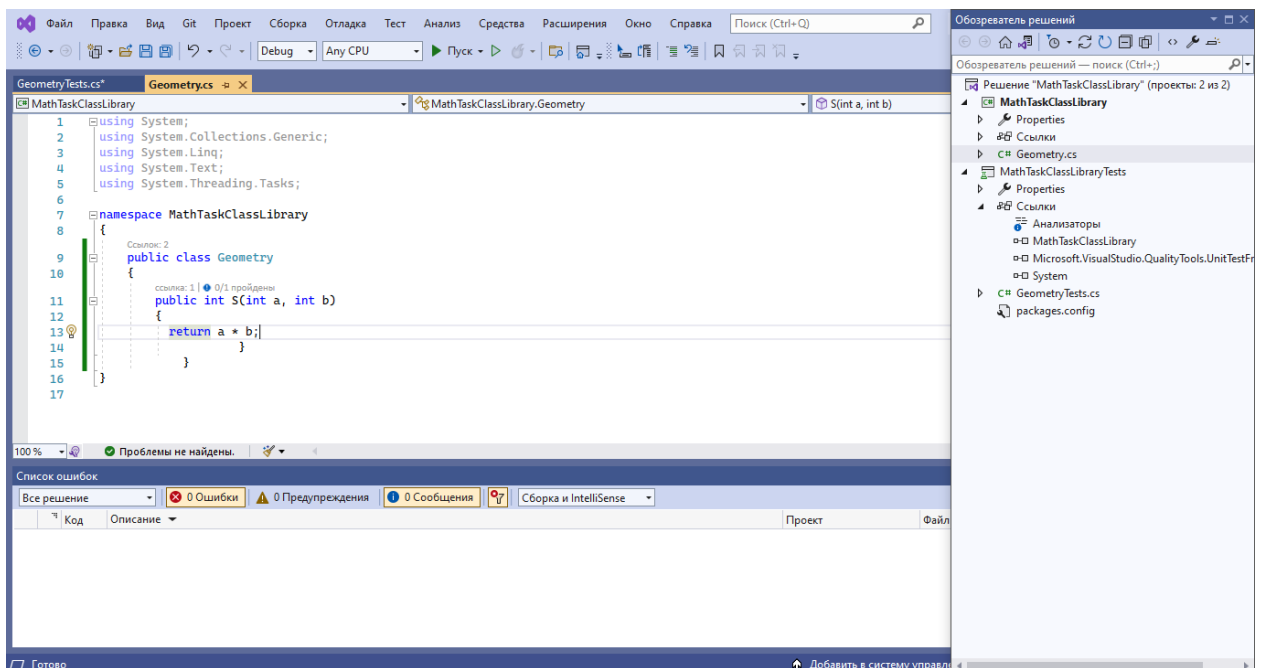 Файл Правка Вид Git Проект Сборка Отладка Тест Анализ Средства Расширения Окно Справка Поиск (Ctrl+Q)
Debug Any CPU Пуск
GeometryTests.cs* Geometry.cs
MathTaskClassLibrary MathTaskClassLibrary.Geometry S(int a, int b)
1 using System;
2 using System.Collections.Generic;
3 using System.Linq;
4 using System.Text;
5 using System.Threading.Tasks;
6
7 namespace MathTaskClassLibrary
8 {
Ссылок: 2
9 public class Geometry
10 {
ссылка: 1 | 0/1 пройдены
11 public int S(int a, int b)
12 {
13 return a * b;
14 }
15 }
16 }
17
100 % Проблемы не найдены.
Список ошибок
Все решение 0 Ошибки 0 Предупреждения 0 Сообщения Сборка и IntelliSense
Код Описание Проект Файл
Готово Добавить в систему управл
Обозреватель решений
Обозреватель решений — поиск (Ctrl+;)
Решение "MathTaskClassLibrary" (проекты: 2 из 2)
C# MathTaskClassLibrary
Properties
Ссылки
C# Geometry.cs
MathTaskClassLibraryTests
Properties
Ссылки
Анализаторы
MathTaskClassLibrary
Microsoft.VisualStudio.QualityTools.UnitTestFr
System
C# GeometryTests.cs
packages.config